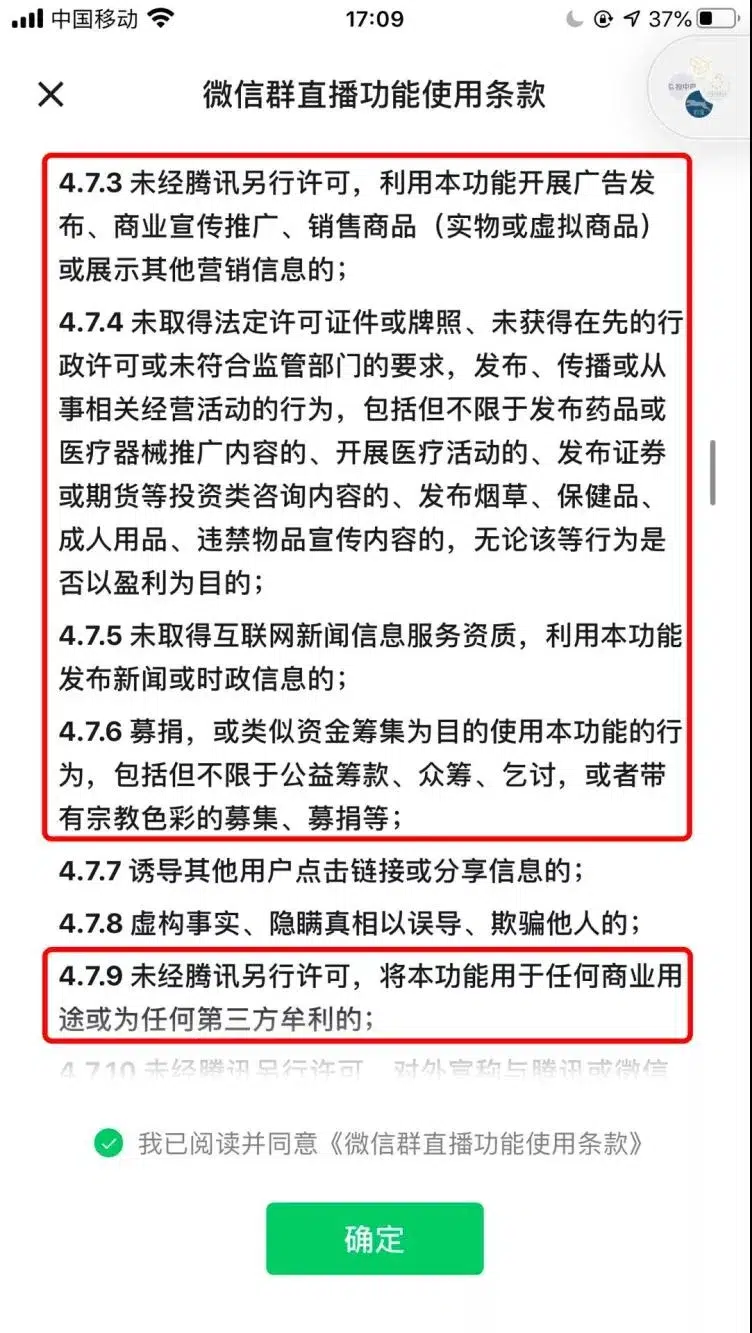 中国移动
17:09
37%
微信群直播功能使用条款
4.7.3 未经腾讯另行许可，利用本功能开展广告发
布、商业宣传推广、销售商品（实物或虚拟商品）
或展示其他营销信息的；
4.7.4 未取得法定许可证件或牌照、未获得在先的行
政许可或未符合监管部门的要求，发布、传播或从
事相关经营活动的行为，包括但不限于发布药品或
医疗器械推广内容的、开展医疗活动的、发布证券
或期货等投资类咨询内容的、发布烟草、保健品、
成人用品、违禁物品宣传内容的，无论该等行为是
否以盈利为目的；
4.7.5 未取得互联网新闻信息服务资质，利用本功能
发布新闻或时政信息的；
4.7.6 募捐，或类似资金筹集为目的使用本功能的行
为，包括但不限于公益筹款、众筹、乞讨，或者带
有宗教色彩的募集、募捐等；
4.7.7 诱导其他用户点击链接或分享信息的；
4.7.8 虚构事实、隐瞒真相以误导、欺骗他人的；
4.7.9 未经腾讯另行许可，将本功能用于任何商业用
途或为任何第三方牟利的；
4.7.10 未经腾讯另行许可，对外宣称与腾讯或微信
我已阅读并同意《微信群直播功能使用条款》
确定